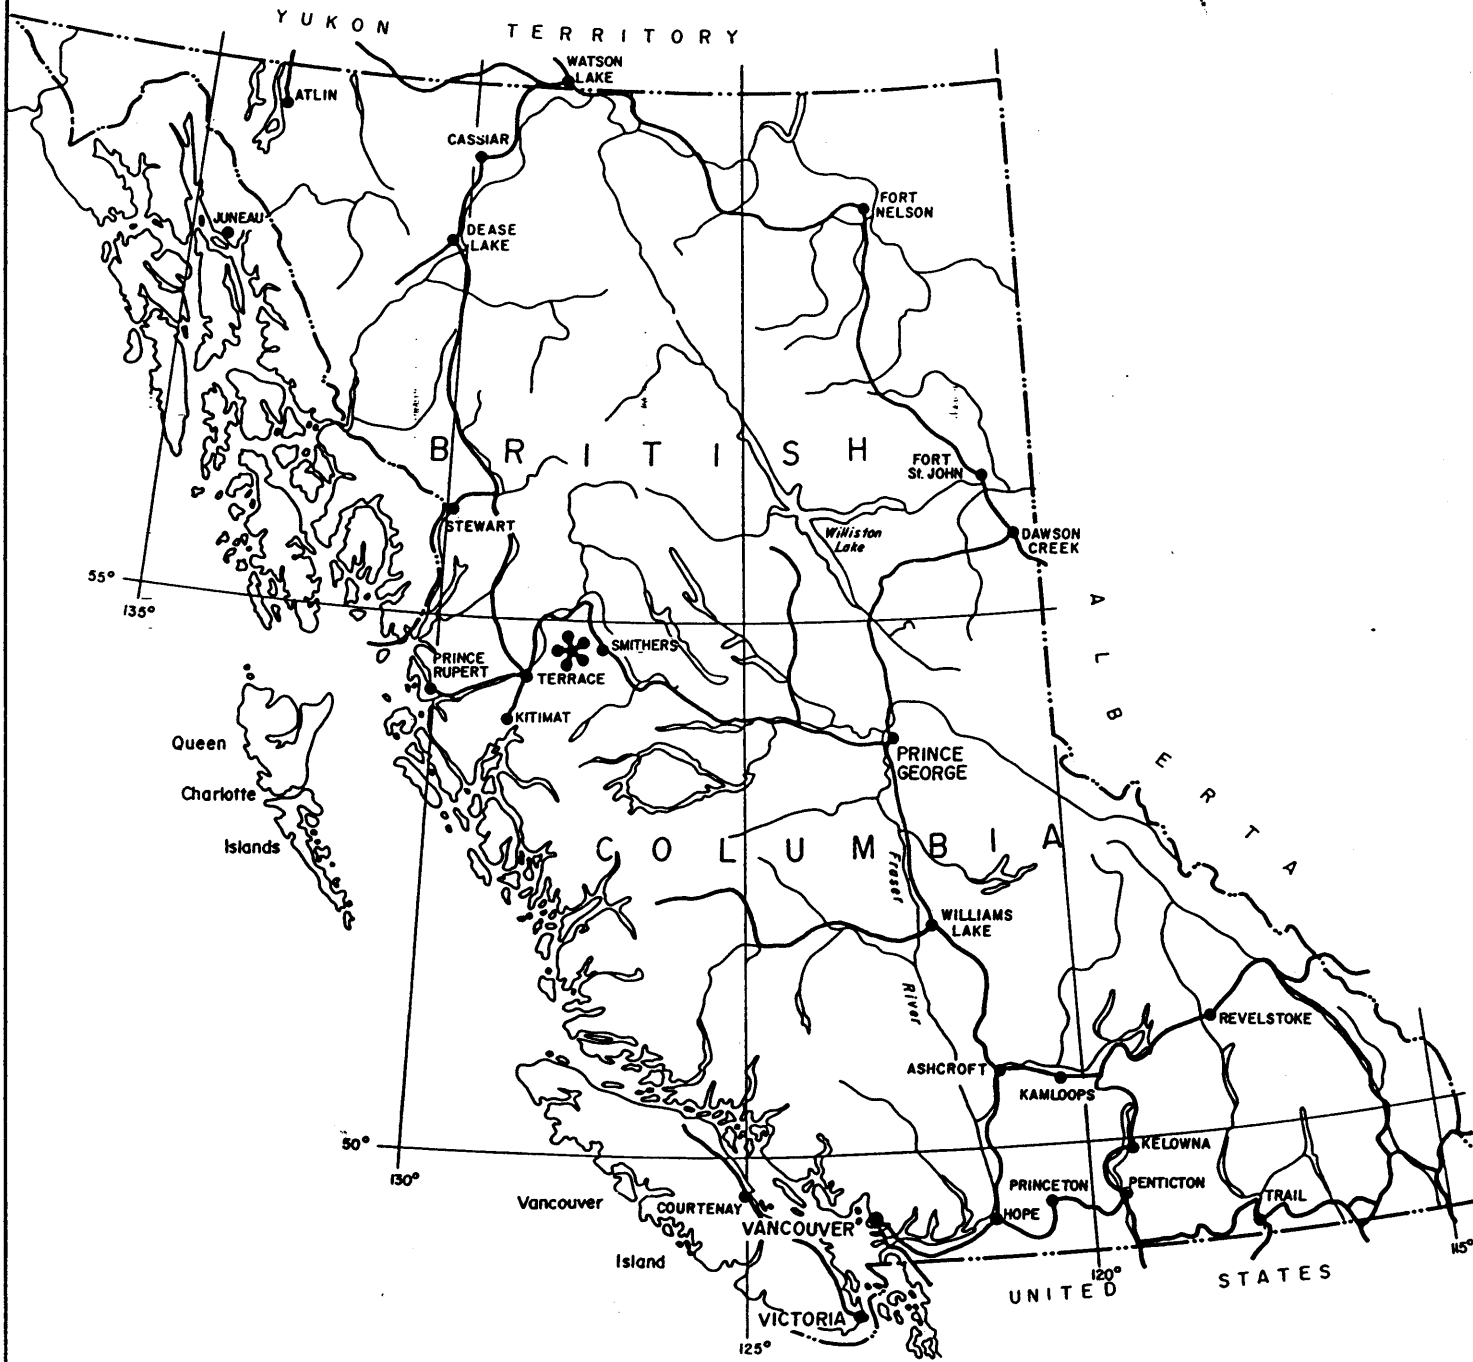 YUKON TERRITORY
WATSON
LAKE
ATLIN
CASSIAR
FORT
NELSON
JUNEAU
DEASE
LAKE
BRITISH
FORT
St. JOHN
STEWART
Williston
Lake
DAWSON
CREEK
55°
135°
ALBERTA
SMITHERS
PRINCE
RUPERT
TERRACE
KITIMAT
Queen
Charlotte
Islands
PRINCE
GEORGE
COLUMBIA
Fraser
River
WILLIAMS
LAKE
REVELSTOKE
ASHCROFT
KAMLOOPS
50°
130°
KELOWNA
PRINCETON
PENTICTON
TRAIL
Vancouver
Island
COURTENAY
VANCOUVER
HOPE
120°
115°
UNITED STATES
VICTORIA
125°